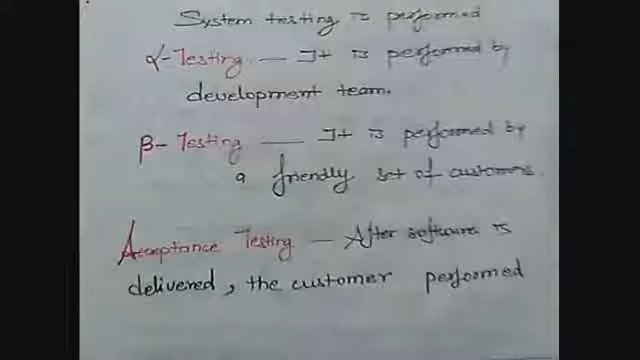 System testing is performed
α-Testing — It is performed by
development team.
β- Testing — It is performed by
a friendly set of customers
Acceptance Testing — After software is
delivered, the customer performed